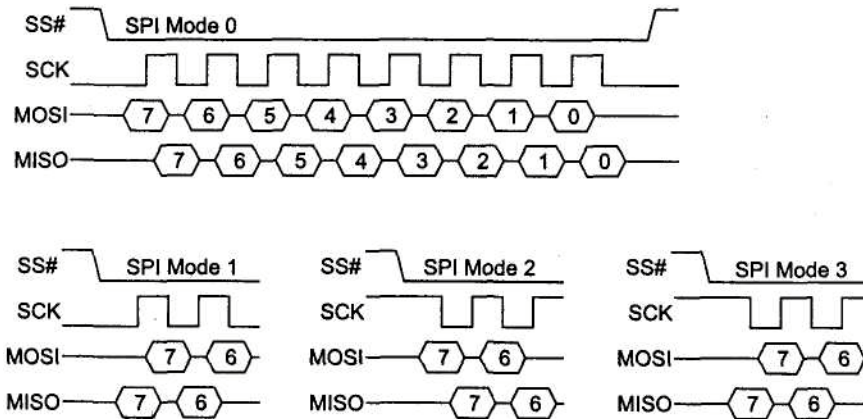 SS# SPI Mode 0
SCK
MOSI 7 6 5 4 3 2 1 0
MISO 7 6 5 4 3 2 1 0
SS# SPI Mode 1
SCK
MOSI 7 6
MISO 7 6
SS# SPI Mode 2
SCK
MOSI 7 6
MISO 7 6
SS# SPI Mode 3
SCK
MOSI 7 6
MISO 7 6